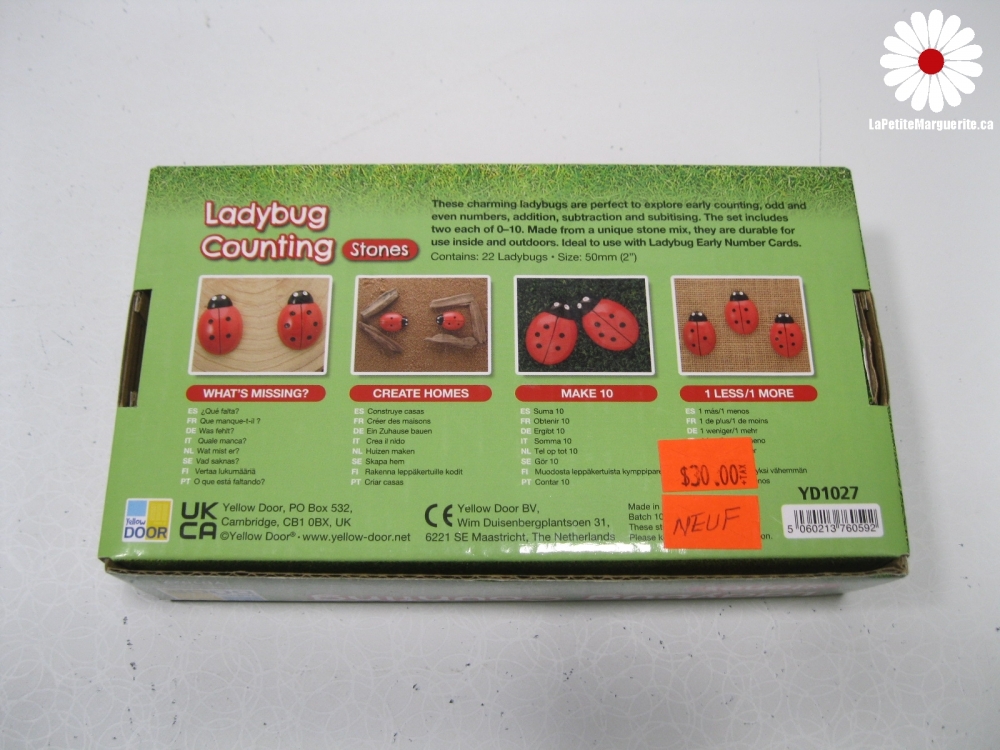 LaPetiteMarguerite.ca
Ladybug
Counting Stones
These charming ladybugs are perfect to explore early counting, odd and
even numbers, addition, subtraction and subitising. The set includes
two each of 0–10. Made from a unique stone mix, they are durable for
use inside and outdoors. Ideal to use with Ladybug Early Number Cards.
Contains: 22 Ladybugs • Size: 50mm (2")
WHAT'S MISSING?
ES ¿Qué falta?
FR Que manque-t-il ?
DE Was fehlt?
IT Quale manca?
NL Wat mist er?
SE Vad saknas?
FI Vertaa lukumääriä
PT O que está faltando?
CREATE HOMES
ES Construye casas
FR Créer des maisons
DE Ein Zuhause bauen
IT Crea il nido
NL Huizen maken
SE Skapa hem
FI Rakenna leppäkertuille kodit
PT Criar casas
MAKE 10
ES Suma 10
FR Obtenir 10
DE Ergibt 10
IT Somma 10
NL Tel op tot 10
SE Gör 10
FI Muodosta leppäkertuista kymppipare
PT Contar 10
1 LESS/1 MORE
ES 1 más/1 menos
FR 1 de plus/1 de moins
DE 1 weniger/1 mehr
yksi vähemmän
$30.00 +TAX
NEUF
Yellow DOOR
UK
CA
Yellow Door, PO Box 532,
Cambridge, CB1 0BX, UK
©Yellow Door® • www.yellow-door.net
CE
Yellow Door BV,
Wim Duisenbergplantsoen 31,
6221 SE Maastricht, The Netherlands
Made in
Batch 10
These st
Please k
YD1027
5 060213 760592